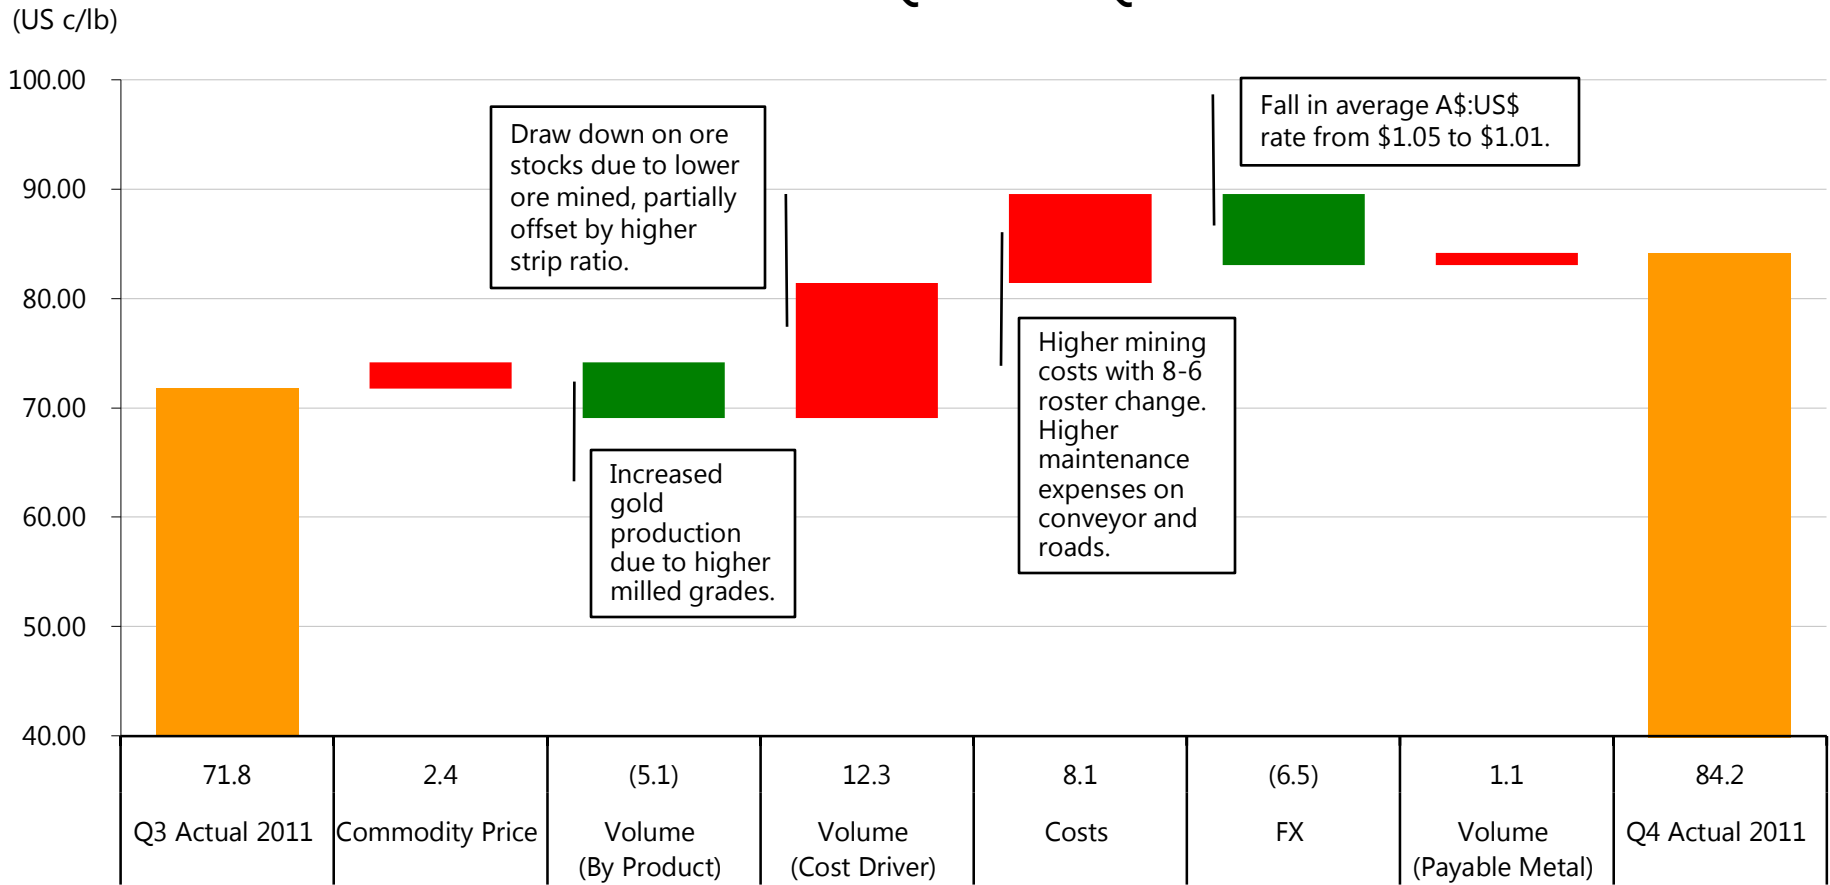 (US c/lb)
100.00
90.00
80.00
70.00
60.00
50.00
40.00
Draw down on ore
stocks due to lower
ore mined, partially
offset by higher
strip ratio.
Fall in average A$:US$
rate from $1.05 to $1.01.
Increased
gold
production
due to higher
milled grades.
Higher mining
costs with 8-6
roster change.
Higher
maintenance
expenses on
conveyor and
roads.
71.8 2.4 (5.1) 12.3 8.1 (6.5) 1.1 84.2
Q3 Actual 2011 Commodity Price Volume Volume Costs FX Volume Q4 Actual 2011
(By Product) (Cost Driver) (Payable Metal)